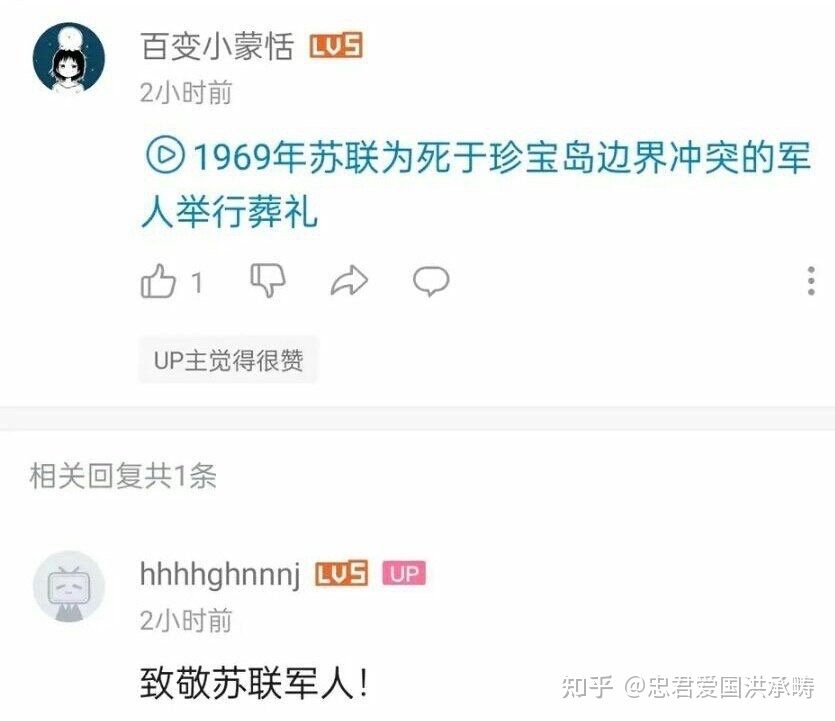 百变小蒙恬 LV5
2小时前
1969年苏联为死于珍宝岛边界冲突的军
人举行葬礼
1
UP主觉得很赞
相关回复共1条
hhhhghnnnj LV5 UP
2小时前
致敬苏联军人！
知乎 @忠君爱国洪承畴